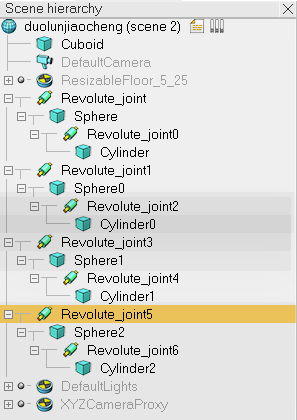 Scene hierarchy
duolunjiaocheng (scene 2)
Cuboid
DefaultCamera
ResizableFloor_5_25
Revolute_joint
Sphere
Revolute_joint0
Cylinder
Revolute_joint1
Sphere0
Revolute_joint2
Cylinder0
Revolute_joint3
Sphere1
Revolute_joint4
Cylinder1
Revolute_joint5
Sphere2
Revolute_joint6
Cylinder2
DefaultLights
XYZCameraProxy